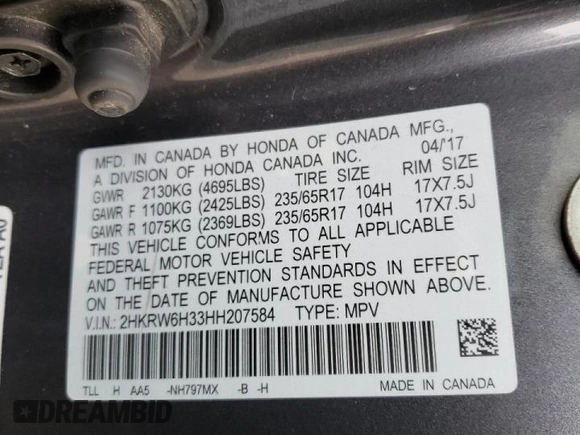 MFD. IN CANADA BY HONDA OF CANADA MFG.,
A DIVISION OF HONDA CANADA INC. 04/'17
TIRE SIZE RIM SIZE
GVWR 2130KG (4695LBS)
GAWR F 1100KG (2425LBS) 235/65R17 104H 17X7.5J
GAWR R 1075KG (2369LBS) 235/65R17 104H 17X7.5J
THIS VEHICLE CONFORMS TO ALL APPLICABLE
FEDERAL MOTOR VEHICLE SAFETY
AND THEFT PREVENTION STANDARDS IN EFFECT
ON THE DATE OF MANUFACTURE SHOWN ABOVE.
V.I.N.: 2HKRW6H33HH207584 TYPE: MPV
TLL H AA5 -NH797MX -B -H
MADE IN CANADA
DREAMBID